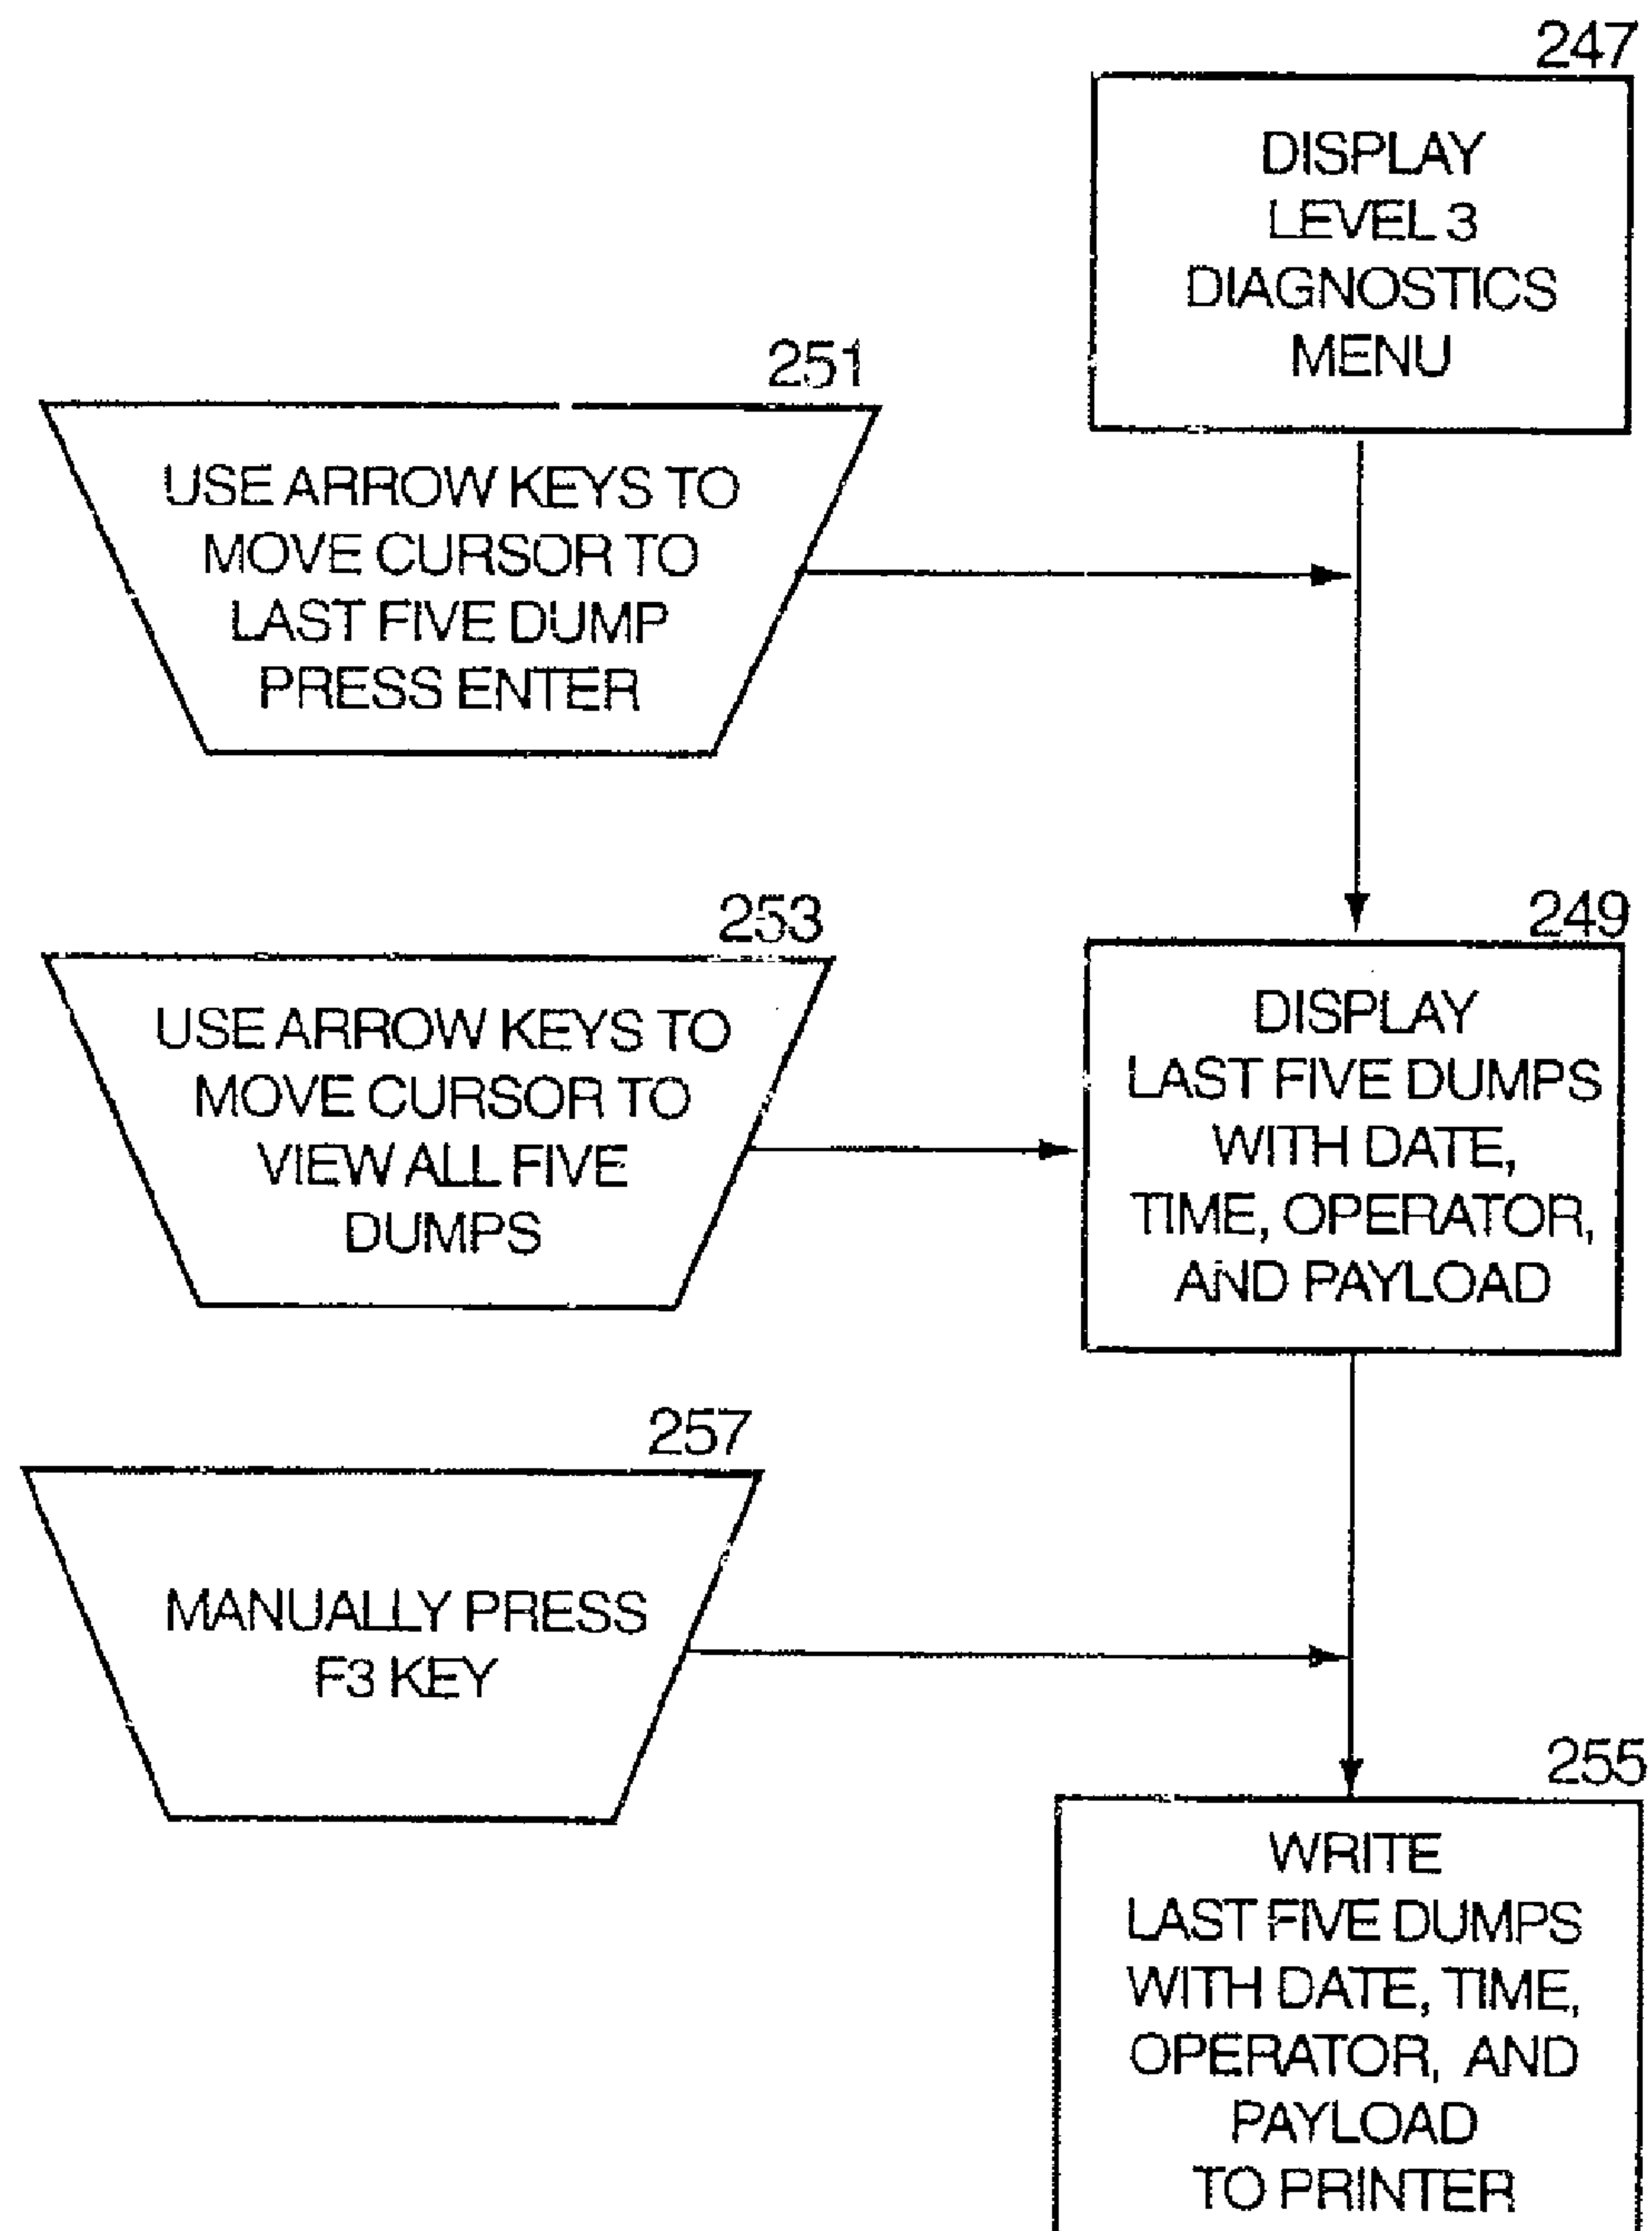 247
DISPLAY
LEVEL 3
DIAGNOSTICS
MENU
251
USE ARROW KEYS TO
MOVE CURSOR TO
LAST FIVE DUMP
PRESS ENTER
253
USE ARROW KEYS TO
MOVE CURSOR TO
VIEW ALL FIVE
DUMPS
249
DISPLAY
LAST FIVE DUMPS
WITH DATE,
TIME, OPERATOR,
AND PAYLOAD
257
MANUALLY PRESS
F3 KEY
255
WRITE
LAST FIVE DUMPS
WITH DATE, TIME,
OPERATOR, AND
PAYLOAD
TO PRINTER